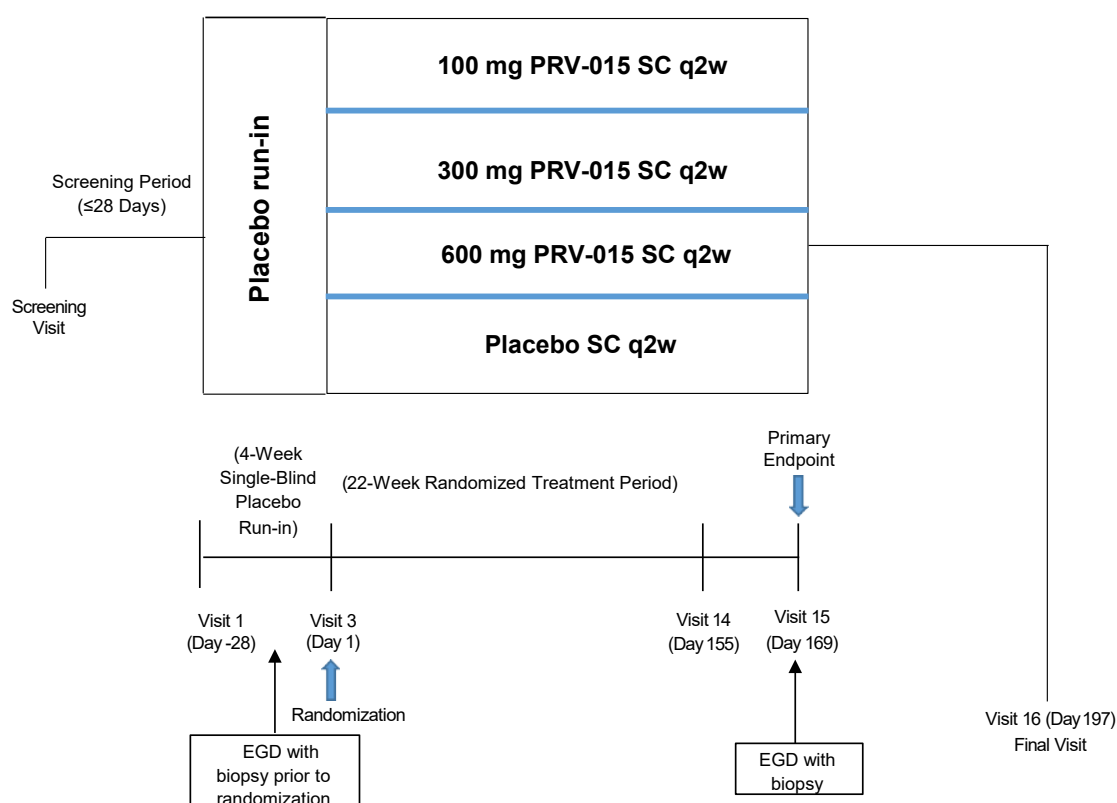 100 mg PRV-015 SC q2w
300 mg PRV-015 SC q2w
600 mg PRV-015 SC q2w
Placebo SC q2w
Placebo run-in
Screening Period
(≤28 Days)
Screening
Visit
(4-Week
Single-Blind
Placebo
Run-in)
(22-Week Randomized Treatment Period)
Primary
Endpoint
Visit 1
(Day -28)
Visit 3
(Day 1)
Visit 14
(Day 155)
Visit 15
(Day 169)
Randomization
Visit 16 (Day 197)
Final Visit
EGD with
biopsy prior to
randomization
EGD with
biopsy